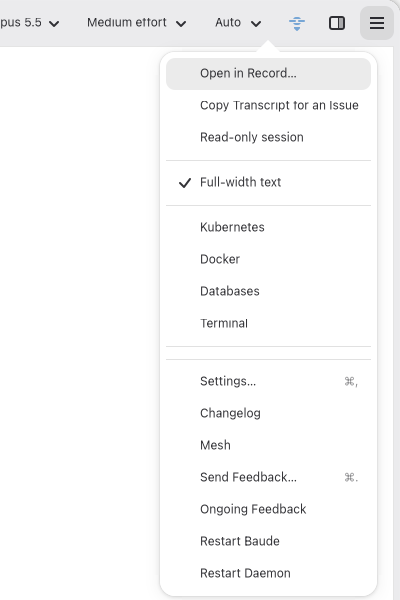 pus 5.5 Medium effort Auto
Open in Record...
Copy Transcript for an Issue
Read-only session
Full-width text
Kubernetes
Docker
Databases
Terminal
Settings... ⌘,
Changelog
Mesh
Send Feedback... ⌘.
Ongoing Feedback
Restart Baude
Restart Daemon